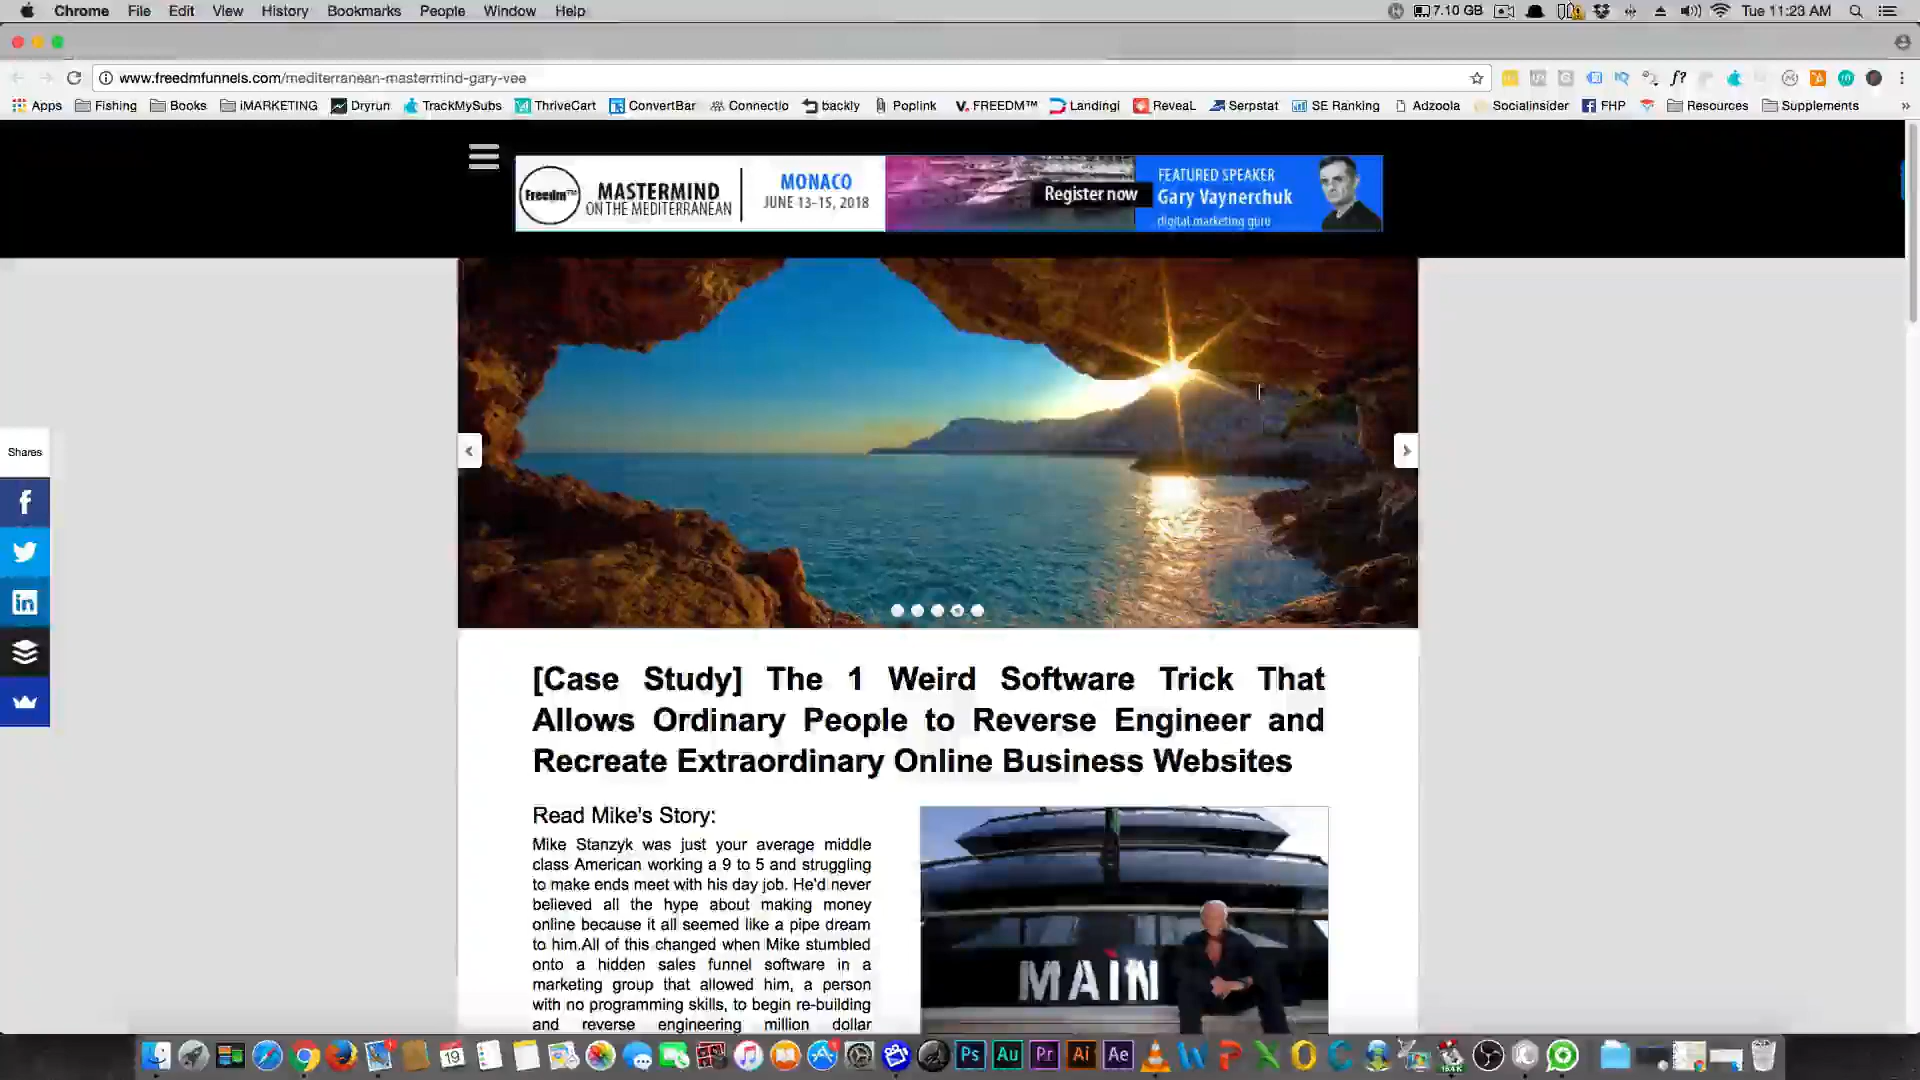 Chrome File Edit View History Bookmarks People Window Help 7.10 GB Tue 11:23 AM
www.freedmfunnels.com/mediterranean-mastermind-gary-vee
f?
Apps Fishing Books iMARKETING Dryrun TrackMySubs ThriveCart ConvertBar Connectio backly Poplink V. FREEDM™ Landingi Reveal Serpstat SE Ranking Adzoola Socialinsider FHP Resources Supplements »
Freedm™ MASTERMIND
ON THE MEDITERRANEAN
MONACO
JUNE 13-15, 2018
Register now
FEATURED SPEAKER
Gary Vaynerchuk
digital marketing guru
Shares
[Case Study] The 1 Weird Software Trick That
Allows Ordinary People to Reverse Engineer and
Recreate Extraordinary Online Business Websites
Read Mike's Story:
Mike Stanzyk was just your average middle
class American working a 9 to 5 and struggling
to make ends meet with his day job. He'd never
believed all the hype about making money
online because it all seemed like a pipe dream
to him.All of this changed when Mike stumbled
onto a hidden sales funnel software in a
marketing group that allowed him, a person
with no programming skills, to begin re-building
and reverse engineering million dollar
MAIN
19
Ps Au Pr Ai Ae